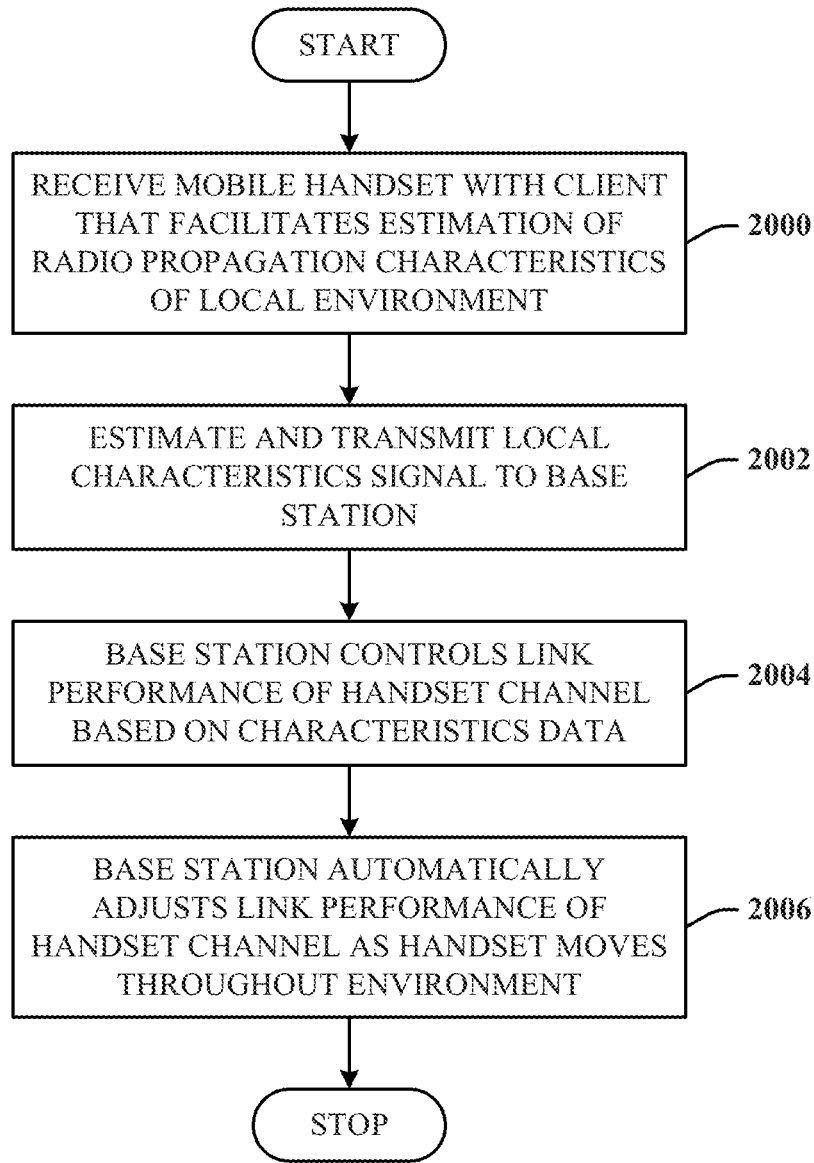 START
RECEIVE MOBILE HANDSET WITH CLIENT
THAT FACILITATES ESTIMATION OF
RADIO PROPAGATION CHARACTERISTICS
OF LOCAL ENVIRONMENT
2000
ESTIMATE AND TRANSMIT LOCAL
CHARACTERISTICS SIGNAL TO BASE
STATION
2002
BASE STATION CONTROLS LINK
PERFORMANCE OF HANDSET CHANNEL
BASED ON CHARACTERISTICS DATA
2004
BASE STATION AUTOMATICALLY
ADJUSTS LINK PERFORMANCE OF
HANDSET CHANNEL AS HANDSET MOVES
THROUGHOUT ENVIRONMENT
2006
STOP